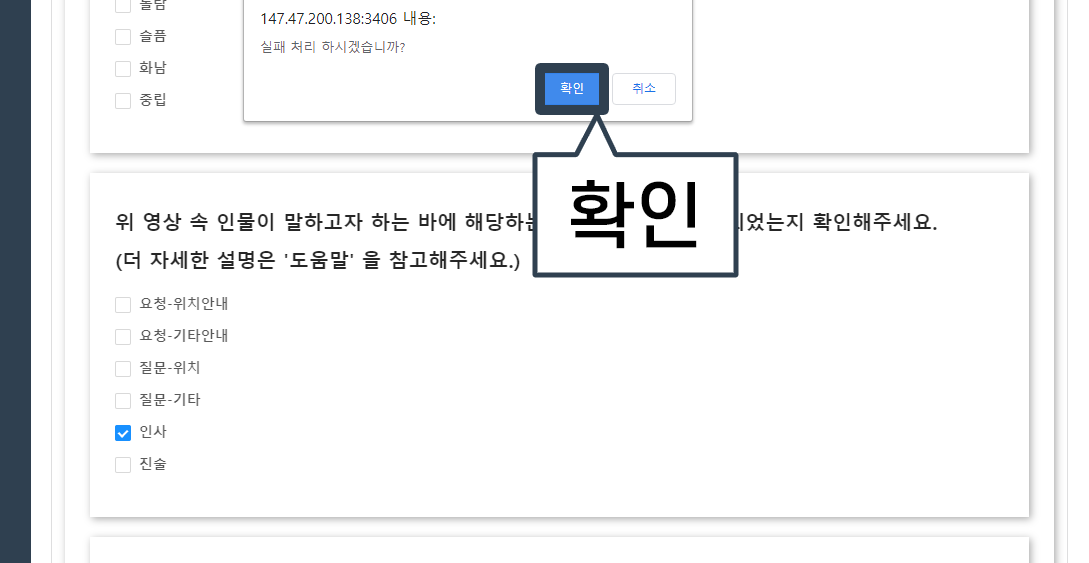 놀람
슬픔
화남
중립
147.47.200.138:3406 내용:
실패 처리 하시겠습니까?
확인
취소
확인
위 영상 속 인물이 말하고자 하는 바에 해당하는
되었는지 확인해주세요.
(더 자세한 설명은 '도움말' 을 참고해주세요.)
요청-위치안내
요청-기타안내
질문-위치
질문-기타
인사
진술